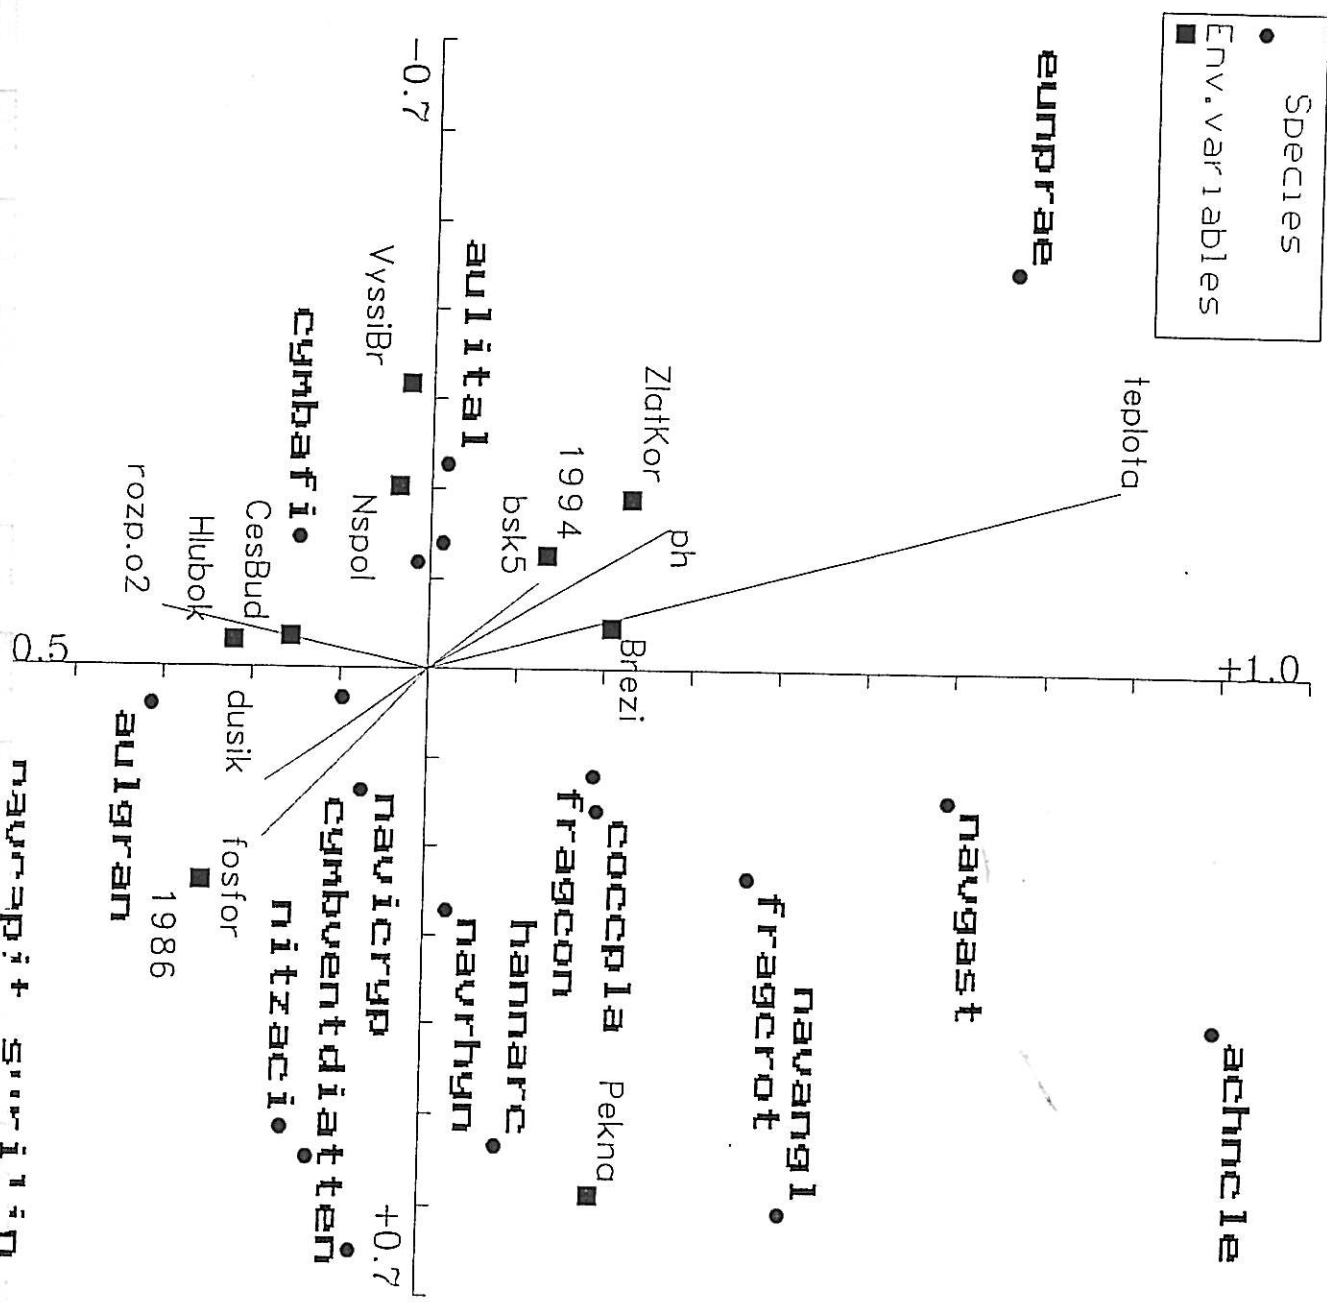 Species
Env.variables
eunprae
-0.7
aulital
VyssiBr
cymbafi
teplota
ZlatKor
1994
ph
bsk5
Nspol
CesBud
Hlubok
rozp.o2
0.5
+1.0
Brezi
dusik
aulgran
fosfor
1986
navicryp
cymbventdiatten
nitzaci
navrhyn
hannarc
fragcon
coccpla
fragcrot
navangl
navgast
achncle
Pekna
+0.7